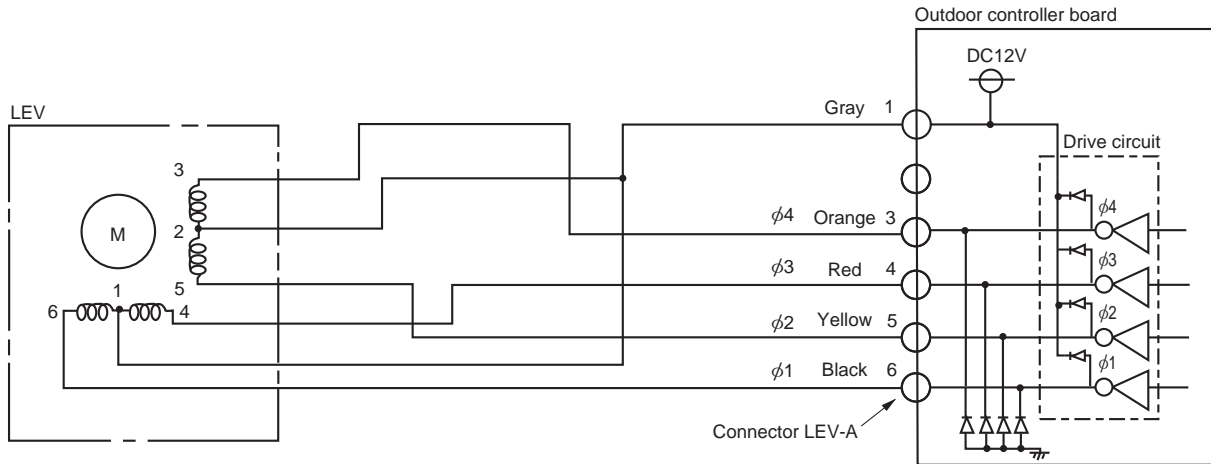 Outdoor controller board
DC12V
LEV
Gray 1
Drive circuit
3
ϕ4 Orange 3
ϕ4
M
2
ϕ3 Red 4
ϕ3
5
1
6 4
ϕ2 Yellow 5
ϕ2
ϕ1 Black 6
ϕ1
Connector LEV-A